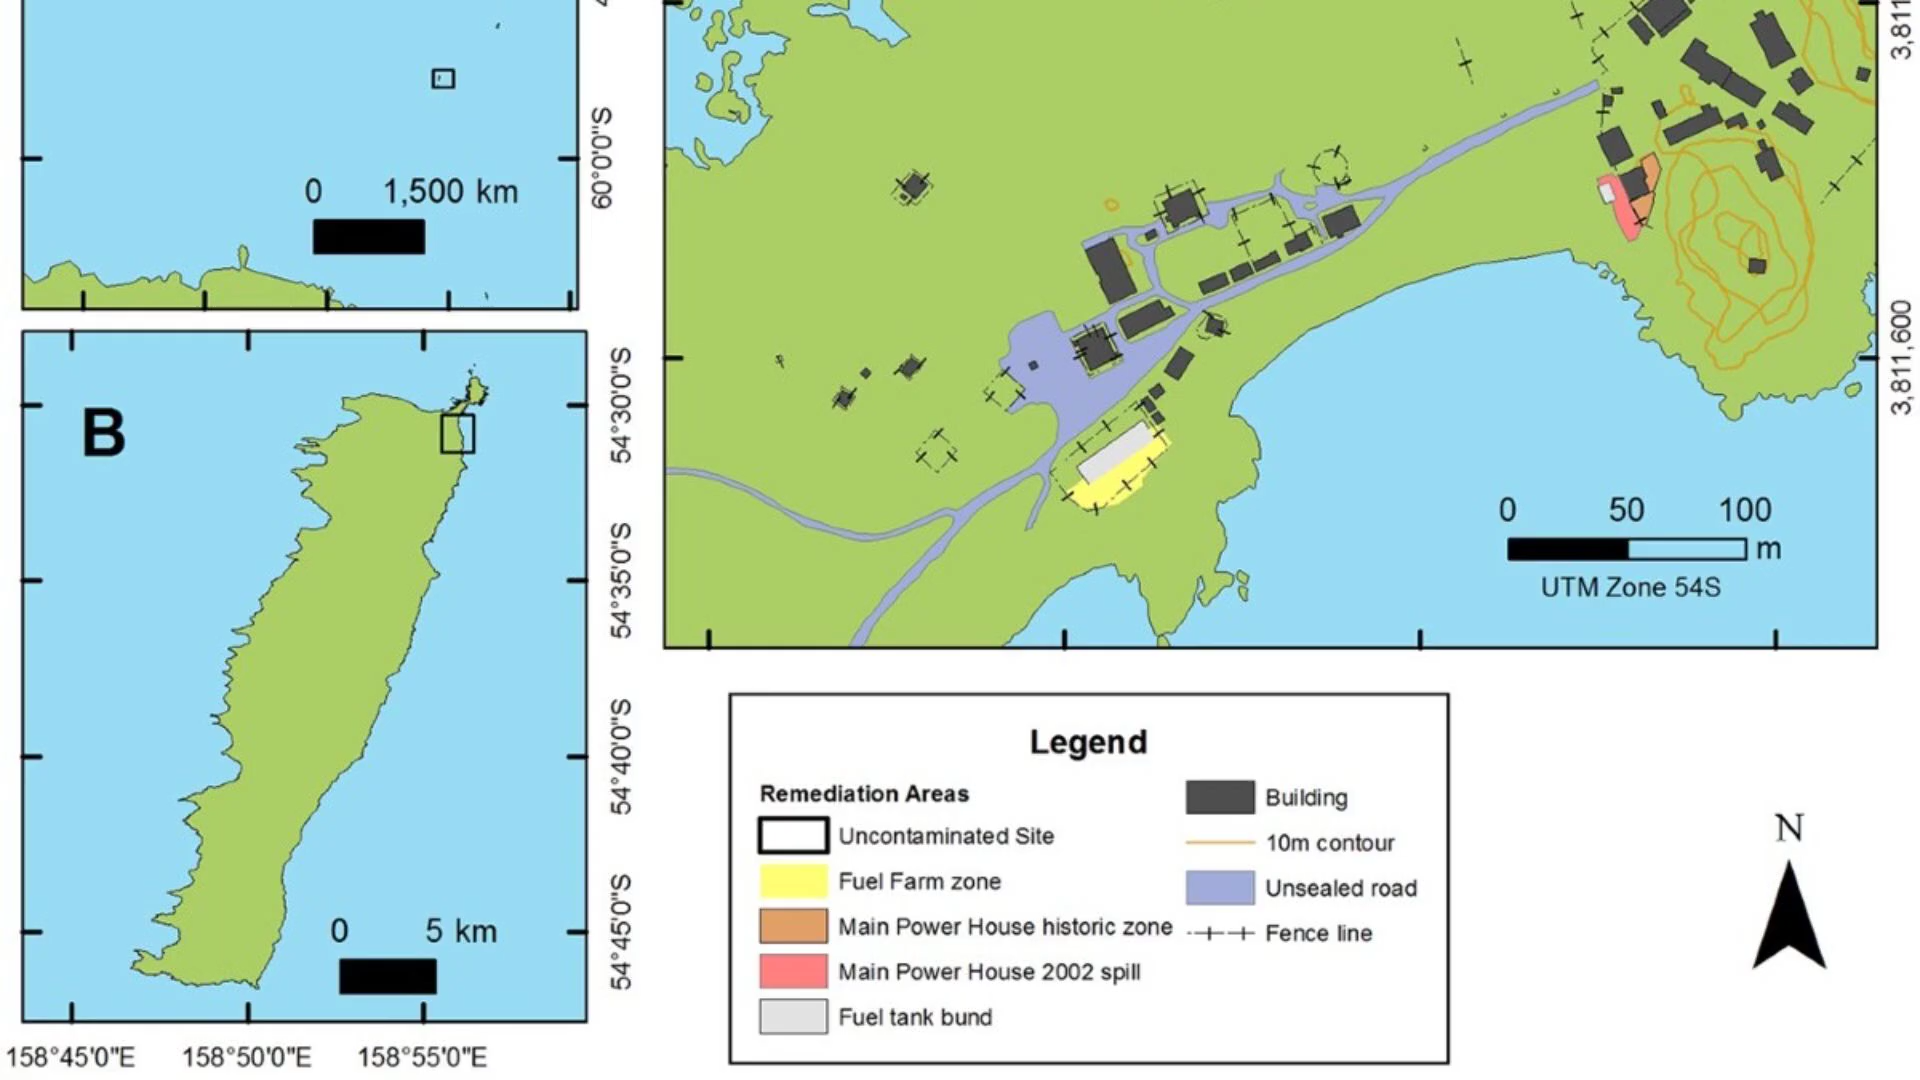 3,811
60°0'0"S
0 1,500 km
B
54°30'0"S
54°35'0"S
54°40'0"S
54°45'0"S
0 5 km
158°45'0"E 158°50'0"E 158°55'0"E
3,811,600
0 50 100
m
UTM Zone 54S
Legend
Remediation Areas
Uncontaminated Site
Fuel Farm zone
Main Power House historic zone
Main Power House 2002 spill
Fuel tank bund
Building
10m contour
Unsealed road
Fence line
N